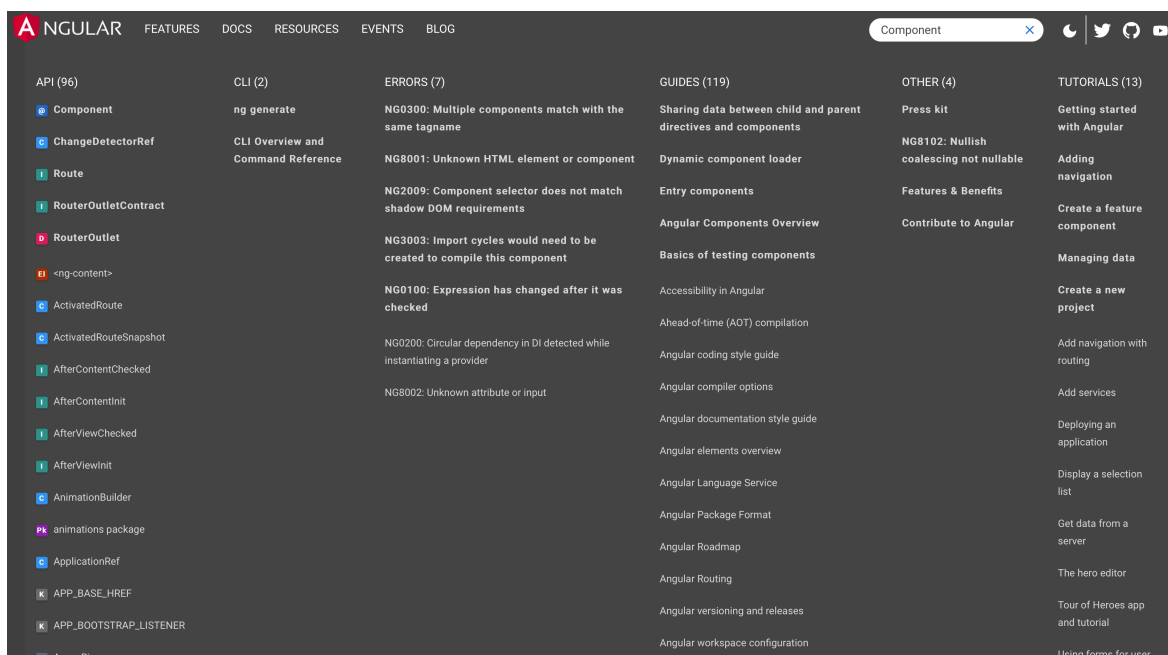 A NGULAR FEATURES DOCS RESOURCES EVENTS BLOG Component
API (96)
@ Component
C ChangeDetectorRef
I Route
I RouterOutletContract
D RouterOutlet
El <ng-content>
C ActivatedRoute
C ActivatedRouteSnapshot
I AfterContentChecked
I AfterContentInit
I AfterViewChecked
I AfterViewInit
C AnimationBuilder
Pk animations package
C ApplicationRef
K APP_BASE_HREF
K APP_BOOTSTRAP_LISTENER
CLI (2)
ng generate
CLI Overview and
Command Reference
ERRORS (7)
NG0300: Multiple components match with the
same tagname
NG8001: Unknown HTML element or component
NG2009: Component selector does not match
shadow DOM requirements
NG3003: Import cycles would need to be
created to compile this component
NG0100: Expression has changed after it was
checked
NG0200: Circular dependency in DI detected while
instantiating a provider
NG8002: Unknown attribute or input
GUIDES (119)
Sharing data between child and parent
directives and components
Dynamic component loader
Entry components
Angular Components Overview
Basics of testing components
Accessibility in Angular
Ahead-of-time (AOT) compilation
Angular coding style guide
Angular compiler options
Angular documentation style guide
Angular elements overview
Angular Language Service
Angular Package Format
Angular Roadmap
Angular Routing
Angular versioning and releases
Angular workspace configuration
OTHER (4)
Press kit
NG8102: Nullish
coalescing not nullable
Features & Benefits
Contribute to Angular
TUTORIALS (13)
Getting started
with Angular
Adding
navigation
Create a feature
component
Managing data
Create a new
project
Add navigation with
routing
Add services
Deploying an
application
Display a selection
list
Get data from a
server
The hero editor
Tour of Heroes app
and tutorial
Using forms for user